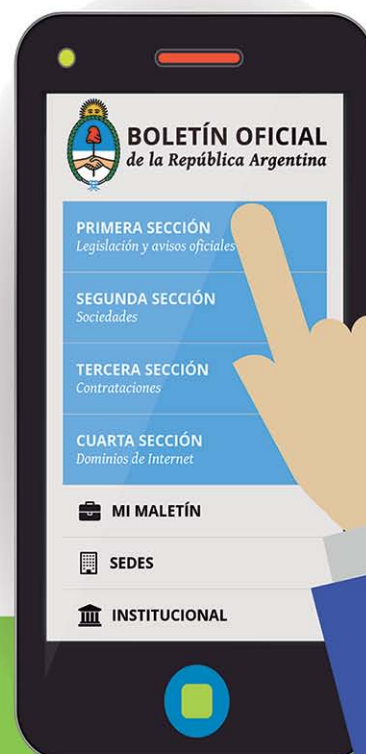 BOLETÍN OFICIAL
de la República Argentina
PRIMERA SECCIÓN
Legislación y avisos oficiales
SEGUNDA SECCIÓN
Sociedades
TERCERA SECCIÓN
Contrataciones
CUARTA SECCIÓN
Dominios de Internet
MI MALETÍN
SEDES
INSTITUCIONAL